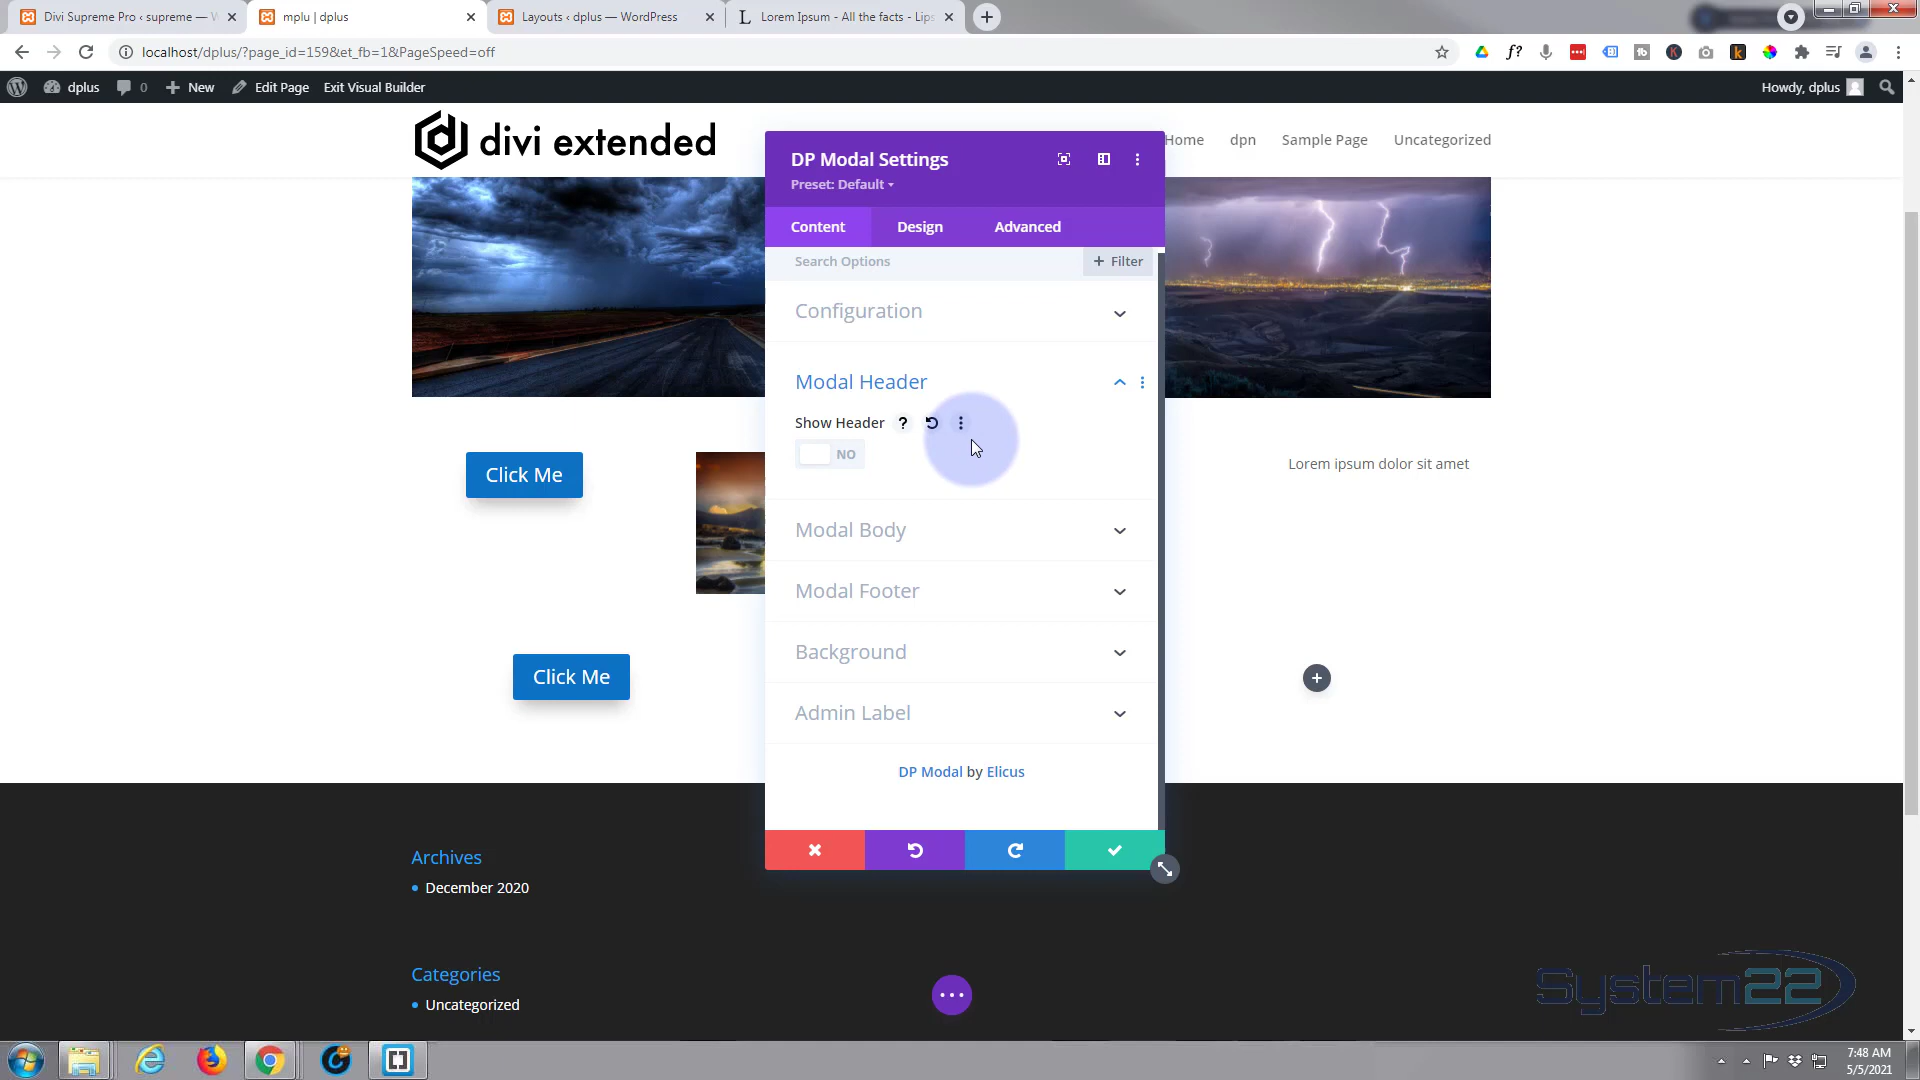 Divi Supreme Pro ‹ supreme — W
mplu | dplus
Layouts ‹ dplus — WordPress
Lorem Ipsum - All the facts - Lips
localhost/dplus/?page_id=159&et_fb=1&PageSpeed=off
dplus
0
New
Edit Page
Exit Visual Builder
Howdy, dplus
divi extended
Home
dpn
Sample Page
Uncategorized
DP Modal Settings
Preset: Default
Content
Design
Advanced
Search Options
+ Filter
Configuration
Modal Header
Show Header
NO
Click Me
Lorem ipsum dolor sit amet
Modal Body
Modal Footer
Background
Click Me
Admin Label
DP Modal by Elicus
Archives
December 2020
Categories
Uncategorized
System22
7:48 AM
5/5/2021